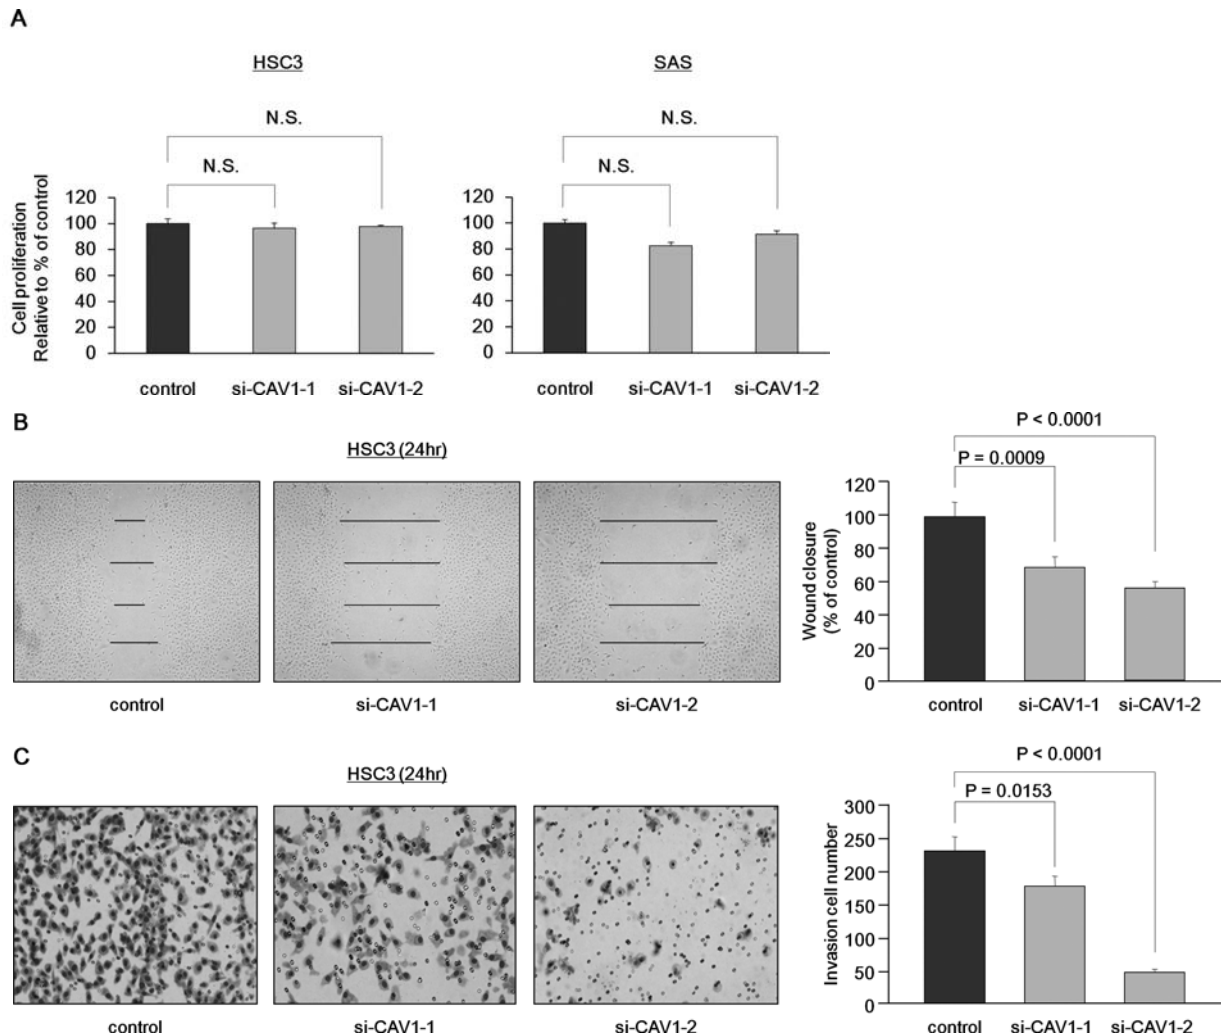 A
HSC3
SAS
N.S.
N.S.
N.S.
N.S.
Cell proliferation
Relative to % of control
120
100
80
60
40
20
0
120
100
80
60
40
20
0
control
si-CAV1-1
si-CAV1-2
control
si-CAV1-1
si-CAV1-2
B
HSC3 (24hr)
P < 0.0001
P = 0.0009
Wound closure
(% of control)
120
100
80
60
40
20
0
control
si-CAV1-1
si-CAV1-2
control
si-CAV1-1
si-CAV1-2
C
HSC3 (24hr)
P < 0.0001
P = 0.0153
Invasion cell number
300
250
200
150
100
50
0
control
si-CAV1-1
si-CAV1-2
control
si-CAV1-1
si-CAV1-2